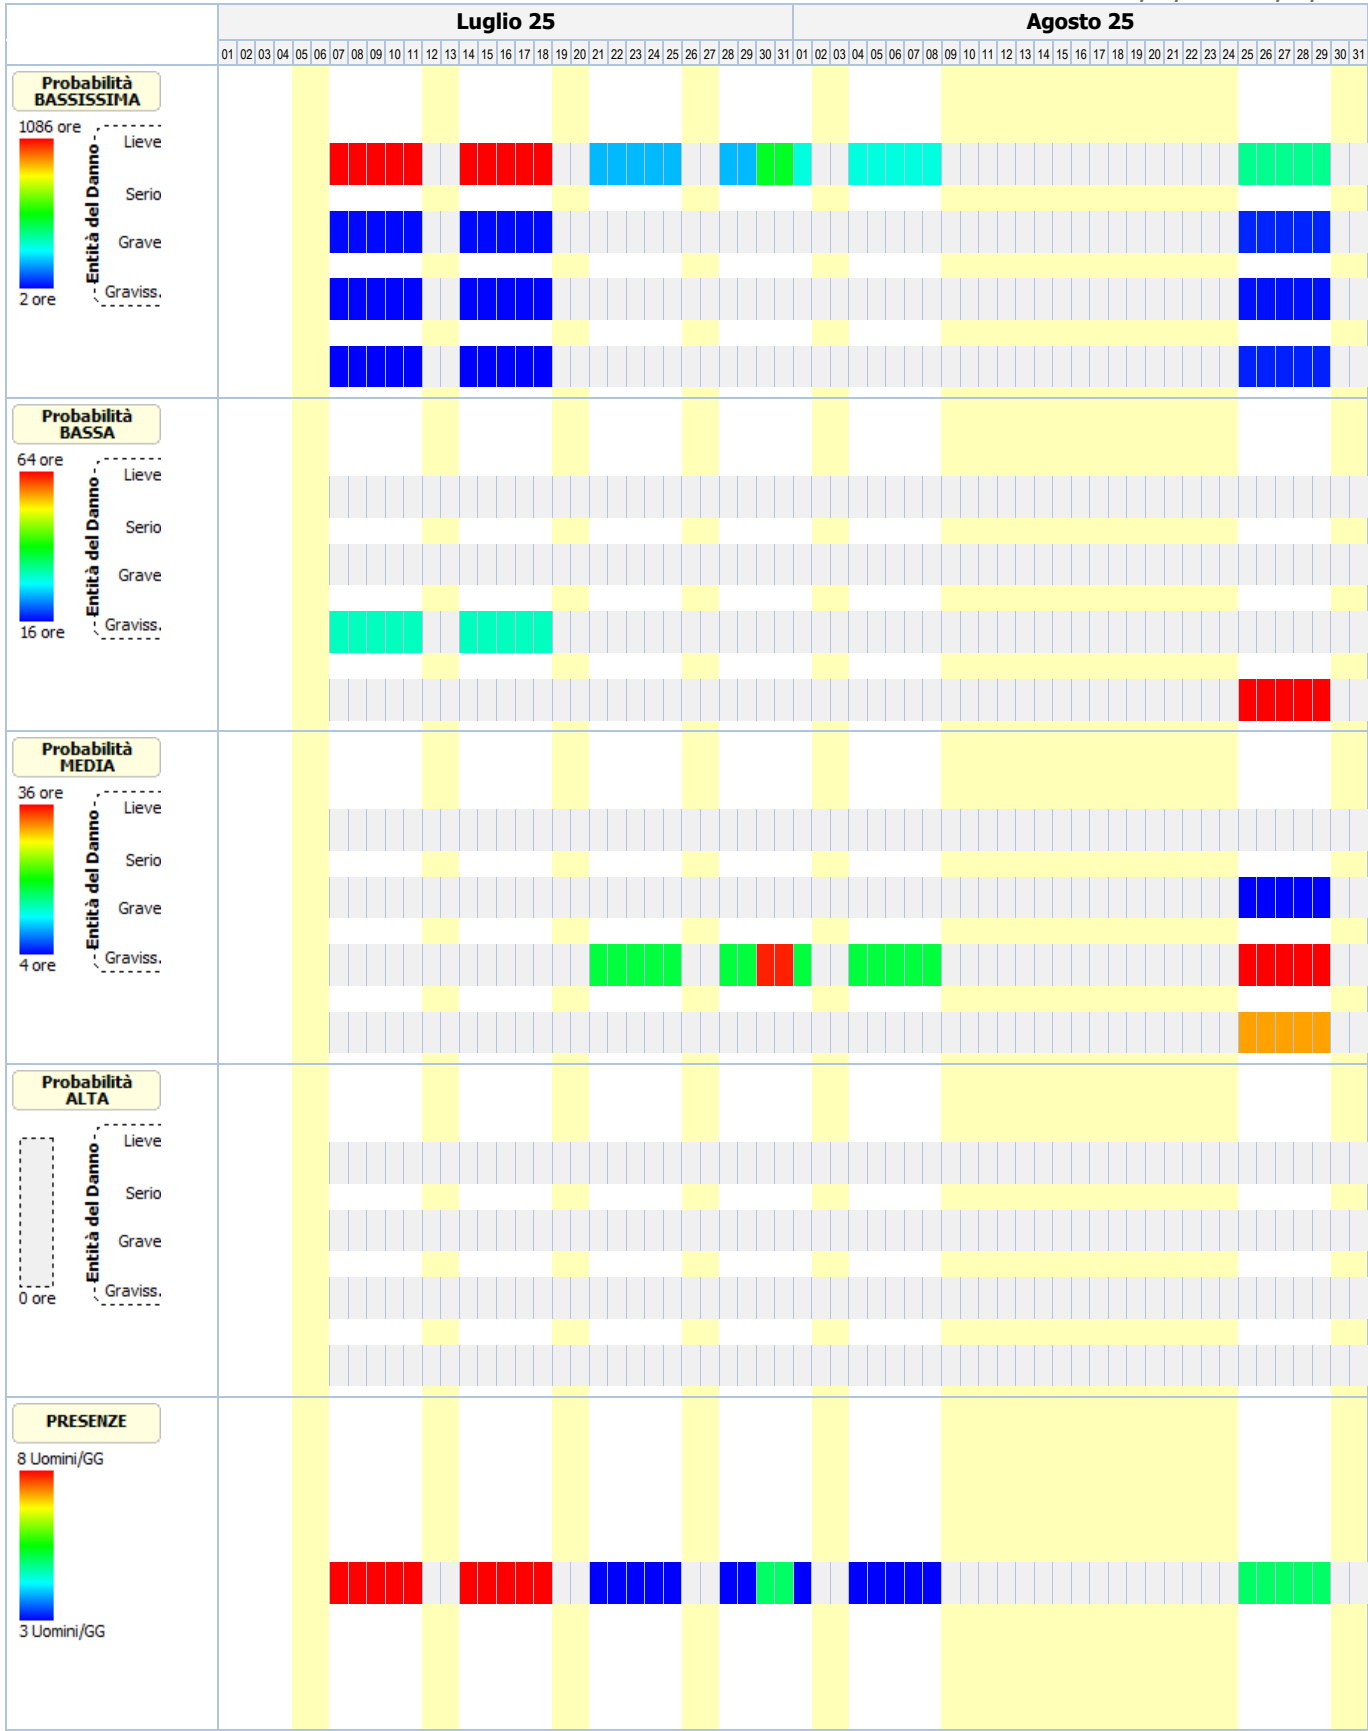 Luglio 25 Agosto 25
01 02 03 04 05 06 07 08 09 10 11 12 13 14 15 16 17 18 19 20 21 22 23 24 25 26 27 28 29 30 31 01 02 03 04 05 06 07 08 09 10 11 12 13 14 15 16 17 18 19 20 21 22 23 24 25 26 27 28 29 30 31
Probabilità
BASSISSIMA
1086 ore
Entità del Danno
Lieve
Serio
Grave
Graviss.
2 ore
Probabilità
BASSA
64 ore
Entità del Danno
Lieve
Serio
Grave
Graviss.
16 ore
Probabilità
MEDIA
36 ore
Entità del Danno
Lieve
Serio
Grave
Graviss.
4 ore
Probabilità
ALTA
Entità del Danno
Lieve
Serio
Grave
Graviss.
0 ore
PRESENZE
8 Uomini/GG
3 Uomini/GG